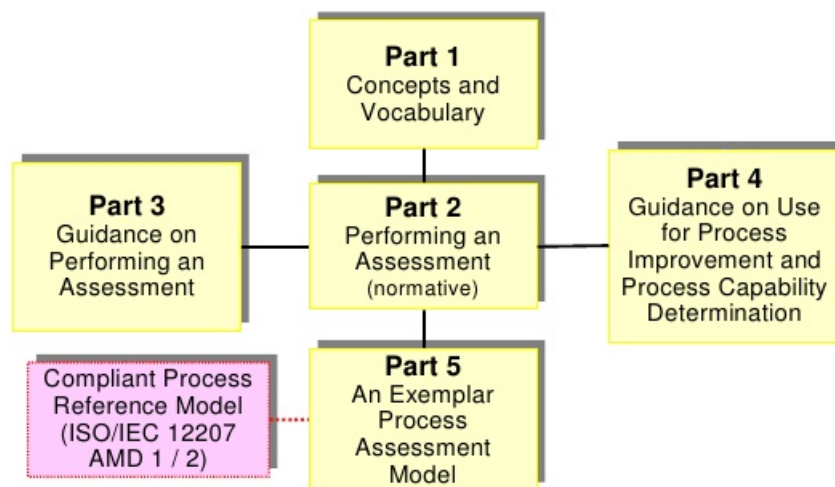 Part 1
Concepts and
Vocabulary
Part 3
Guidance on
Performing an
Assessment
Part 2
Performing an
Assessment
(normative)
Part 4
Guidance on Use
for Process
Improvement and
Process Capability
Determination
Compliant Process
Reference Model
(ISO/IEC 12207
AMD 1 / 2)
Part 5
An Exemplar
Process
Assessment
Model